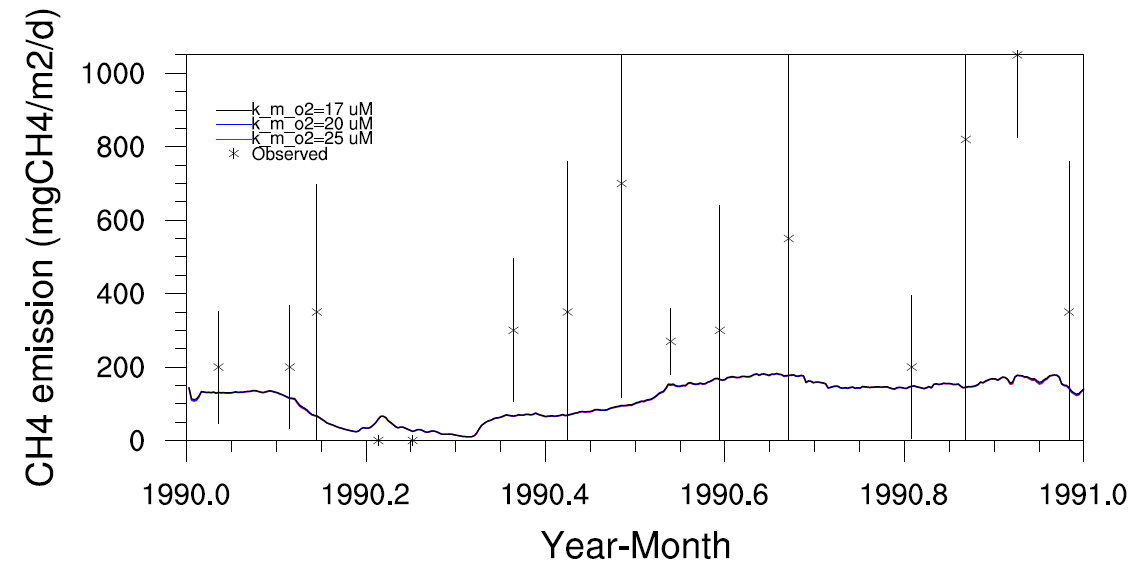 CH4 emission (mgCH4/m2/d)
1000
800
600
400
200
0
k_m_o2=17 uM
k_m_o2=20 uM
k_m_o2=25 uM
Observed
1990.0 1990.2 1990.4 1990.6 1990.8 1991.0
Year-Month